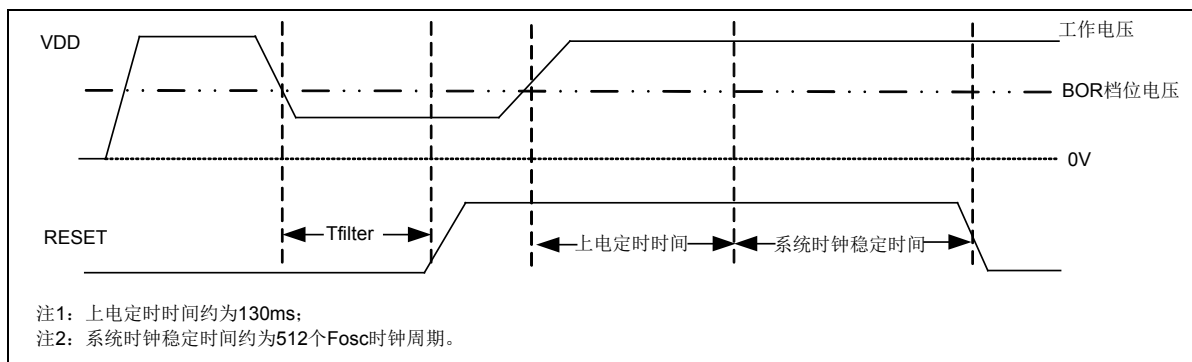 VDD
工作电压
BOR档位电压
0V
RESET
Tfilter
上电定时时间
系统时钟稳定时间
注1：上电定时时间约为130ms；
注2：系统时钟稳定时间约为512个Fosc时钟周期。